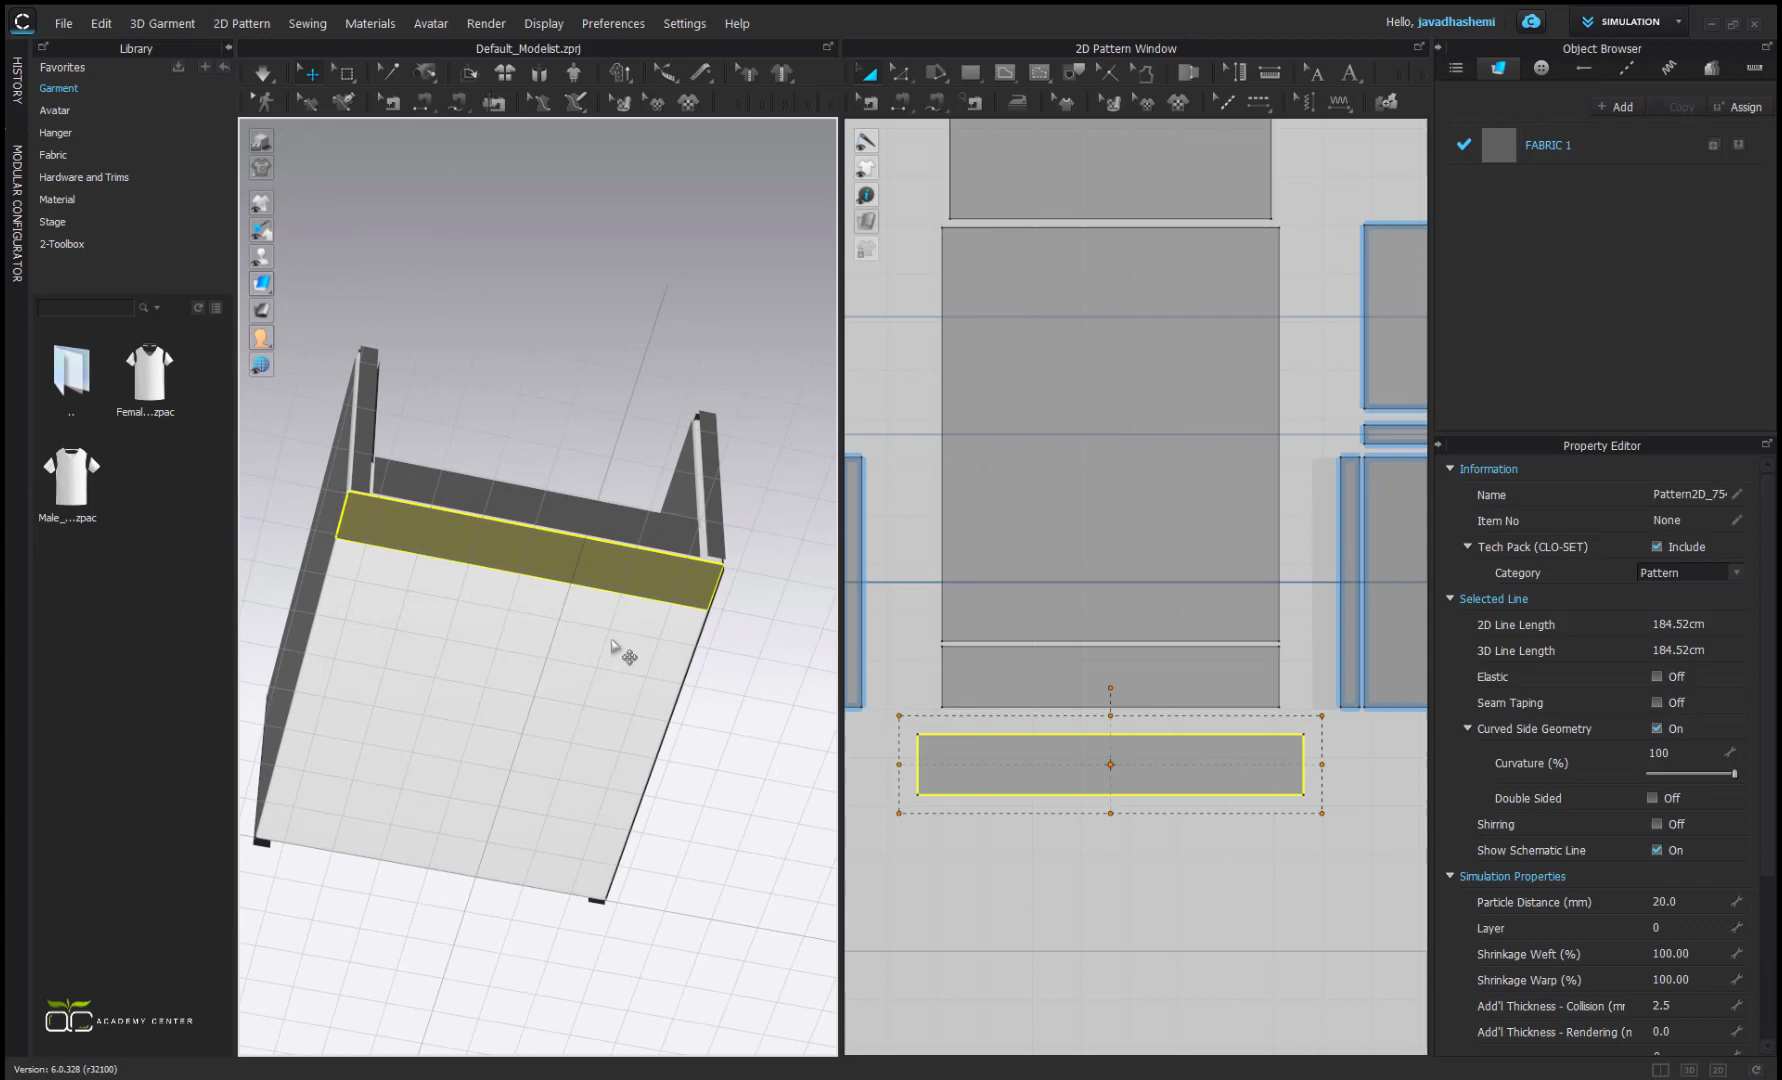 File Edit 3D Garment 2D Pattern Sewing Materials Avatar Render Display Preferences Settings Help
Hello, javadhashemi
SIMULATION
Library
Default_Modelist.zprj
2D Pattern Window
Object Browser
HISTORY
MODULAR CONFIGURATOR
Favorites
Garment
Avatar
Hanger
Fabric
Hardware and Trims
Material
Stage
2-Toolbox
..
Femal...zpac
Male_...zpac
ACADEMY CENTER
Add Copy Assign
FABRIC 1
Property Editor
Information
Name Pattern2D_754
Item No None
Tech Pack (CLO-SET) Include
Category Pattern
Selected Line
2D Line Length 184.52cm
3D Line Length 184.52cm
Elastic Off
Seam Taping Off
Curved Side Geometry On
Curvature (%) 100
Double Sided Off
Shirring Off
Show Schematic Line On
Simulation Properties
Particle Distance (mm) 20.0
Layer 0
Shrinkage Weft (%) 100.00
Shrinkage Warp (%) 100.00
Add'l Thickness - Collision (mr 2.5
Add'l Thickness - Rendering (n 0.0
Version: 6.0.328 (r32100)
3D 2D